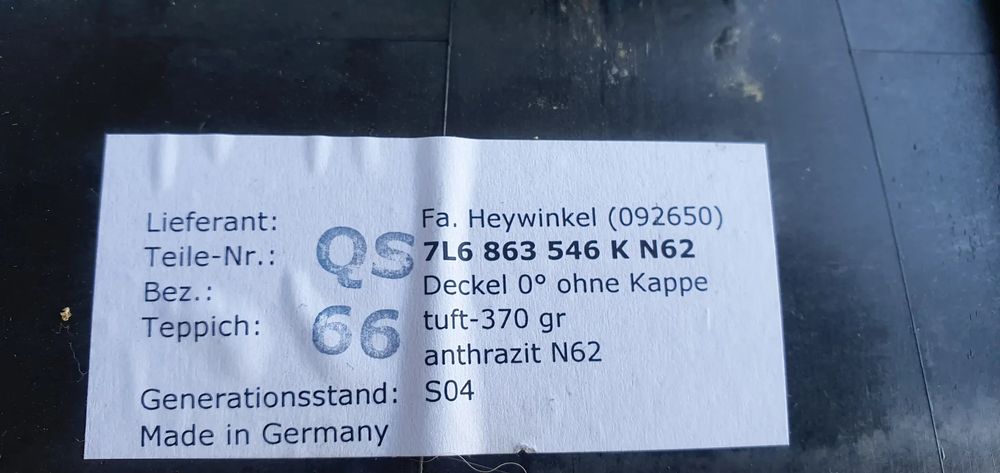 Lieferant: Fa. Heywinkel (092650)
Teile-Nr.: 7L6 863 546 K N62
Bez.: Deckel 0° ohne Kappe
Teppich: tuft-370 gr
anthrazit N62
Generationsstand: S04
Made in Germany
QS
66